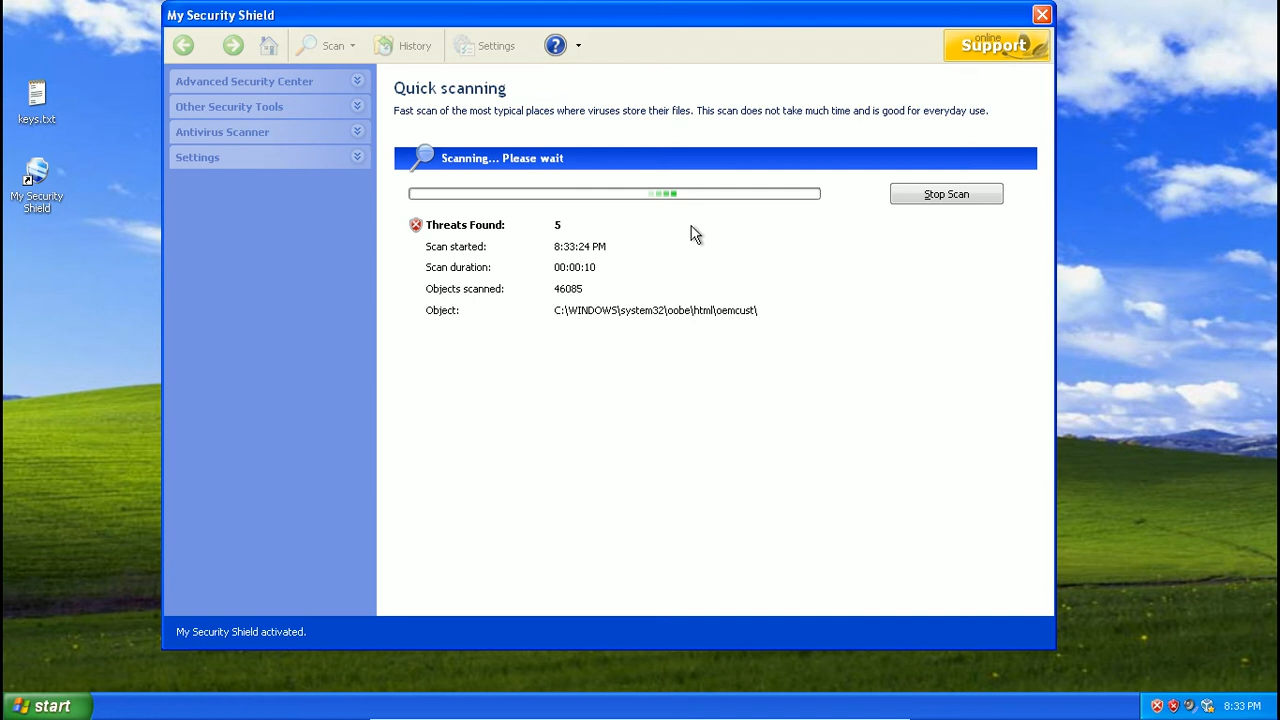 My Security Shield
Scan
History
Settings
?
online
Support
Advanced Security Center
Other Security Tools
Antivirus Scanner
Settings
Quick scanning
Fast scan of the most typical places where viruses store their files. This scan does not take much time and is good for everyday use.
Scanning... Please wait
Stop Scan
Threats Found: 5
Scan started: 8:33:24 PM
Scan duration: 00:00:10
Objects scanned: 46085
Object: C:\WINDOWS\system32\oobe\html\oemcust\
My Security Shield activated.
keys.txt
My Security
Shield
start
8:33 PM